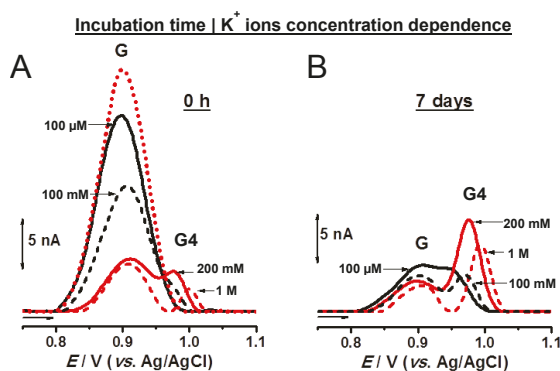 Incubation time | K⁺ ions concentration dependence
A
G
0 h
100 µM
100 mM
G4
200 mM
1 M
5 nA
0.8 0.9 1.0 1.1
E / V (vs. Ag/AgCl)
B
7 days
G4
200 mM
G
1 M
100 µM
100 mM
5 nA
0.8 0.9 1.0 1.1
E / V (vs. Ag/AgCl)